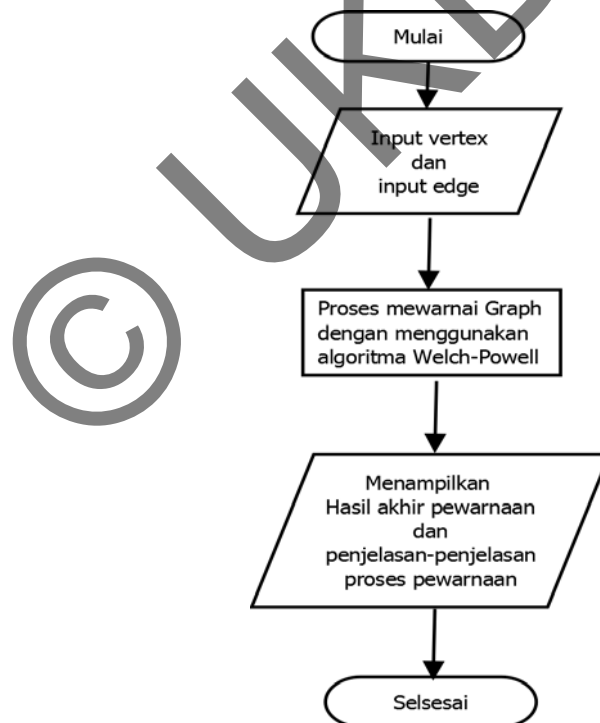 Mulai
Input vertex
dan
input edge
Proses mewarnai Graph
dengan menggunakan
algoritma Welch-Powell
Menampilkan
Hasil akhir pewarnaan
dan
penjelasan-penjelasan
proses pewarnaan
Selsesai